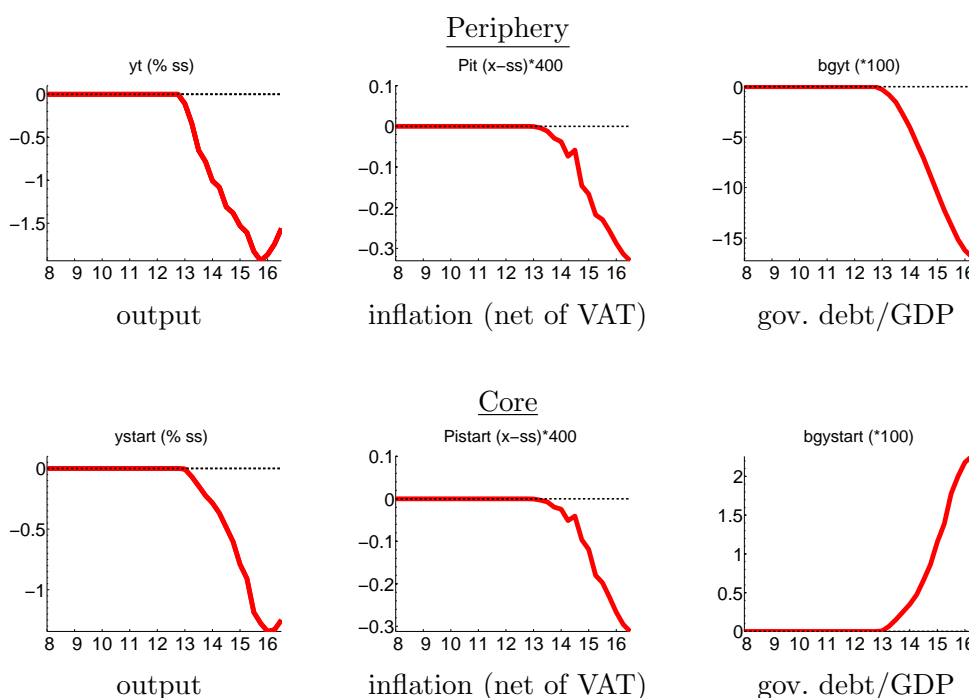 Periphery
yt (% ss)
Pit (x−ss)*400
bgyt (*100)
0
−0.5
−1
−1.5
8 9 10 11 12 13 14 15 16
0.1
0
−0.1
−0.2
−0.3
8 9 10 11 12 13 14 15 16
0
−5
−10
−15
8 9 10 11 12 13 14 15 16
output
inflation (net of VAT)
gov. debt/GDP
Core
ystart (% ss)
Pistart (x−ss)*400
bgystart (*100)
0
−0.5
−1
8 9 10 11 12 13 14 15 16
0.1
0
−0.1
−0.2
−0.3
8 9 10 11 12 13 14 15 16
2
1.5
1
0.5
0
8 9 10 11 12 13 14 15 16
output
inflation (net of VAT)
gov. debt/GDP